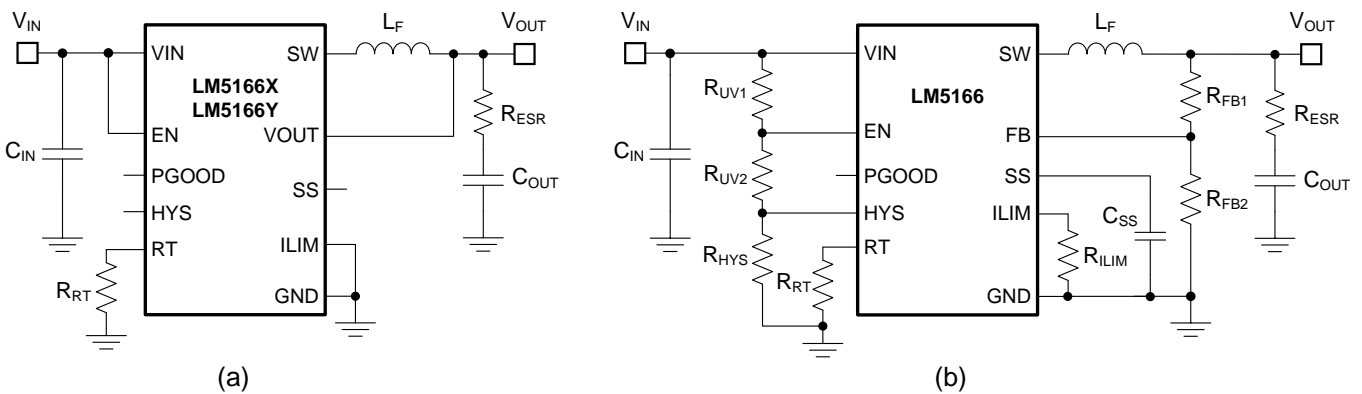 VIN
LF
VOUT
VIN
SW
LM5166X
LM5166Y
RESR
EN
VOUT
CIN
PGOOD
COUT
SS
HYS
RT
ILIM
RRT
GND
(a)
VIN
LF
VOUT
VIN
SW
RUV1
LM5166
RFB1
RESR
EN
FB
CIN
PGOOD
SS
RUV2
COUT
RFB2
HYS
ILIM
CSS
RT
RHYS
RILIM
RRT
GND
(b)